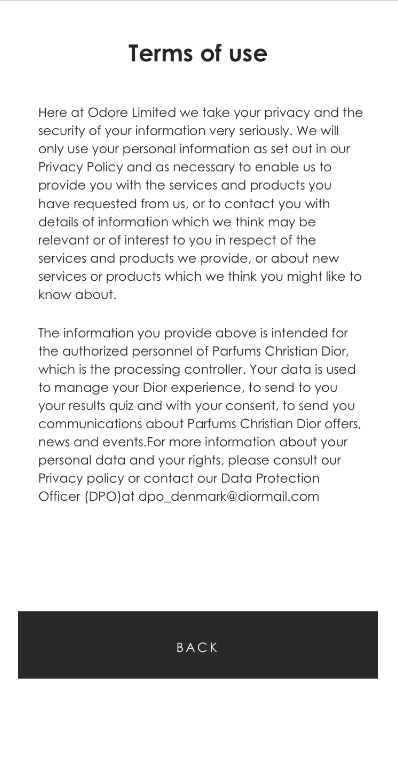 Terms of use
Here at Odore Limited we take your privacy and the
security of your information very seriously. We will
only use your personal information as set out in our
Privacy Policy and as necessary to enable us to
provide you with the services and products you
have requested from us, or to contact you with
details of information which we think may be
relevant or of interest to you in respect of the
services and products we provide, or about new
services or products which we think you might like to
know about.
The information you provide above is intended for
the authorized personnel of Parfums Christian Dior,
which is the processing controller. Your data is used
to manage your Dior experience, to send to you
your results quiz and with your consent, to send you
communications about Parfums Christian Dior offers,
news and events.For more information about your
personal data and your rights, please consult our
Privacy policy or contact our Data Protection
Officer (DPO)at dpo_denmark@diormail.com
BACK